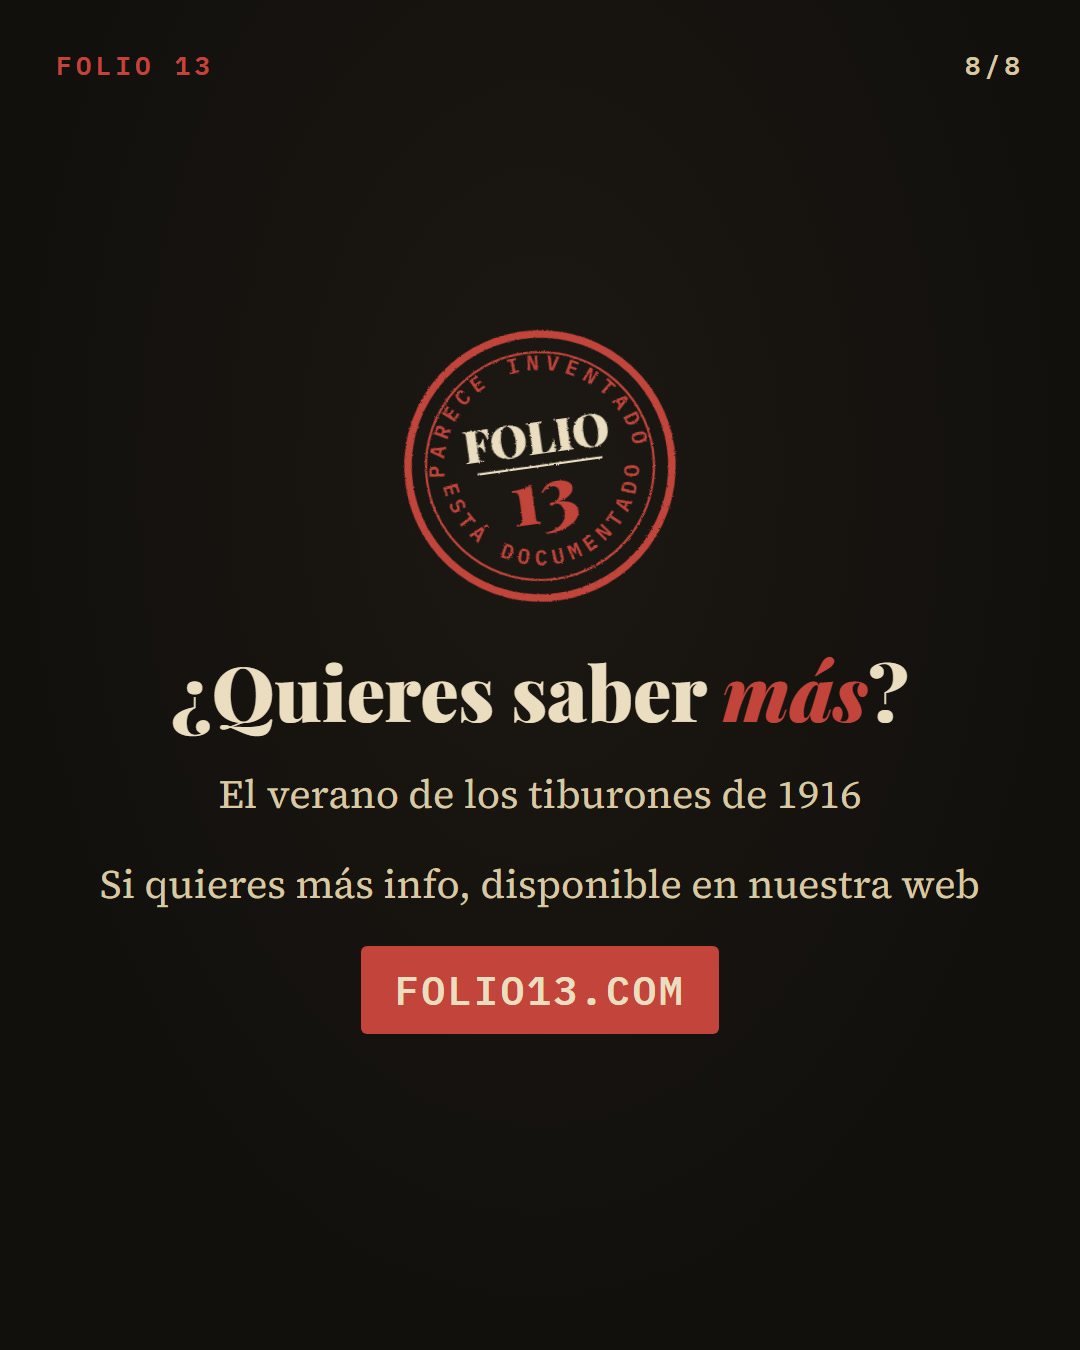 FOLIO 13
8/8
PARECE INVENTADO
FOLIO
13
ESTÁ DOCUMENTADO
¿Quieres saber más?
El verano de los tiburones de 1916
Si quieres más info, disponible en nuestra web
FOLIO13.COM